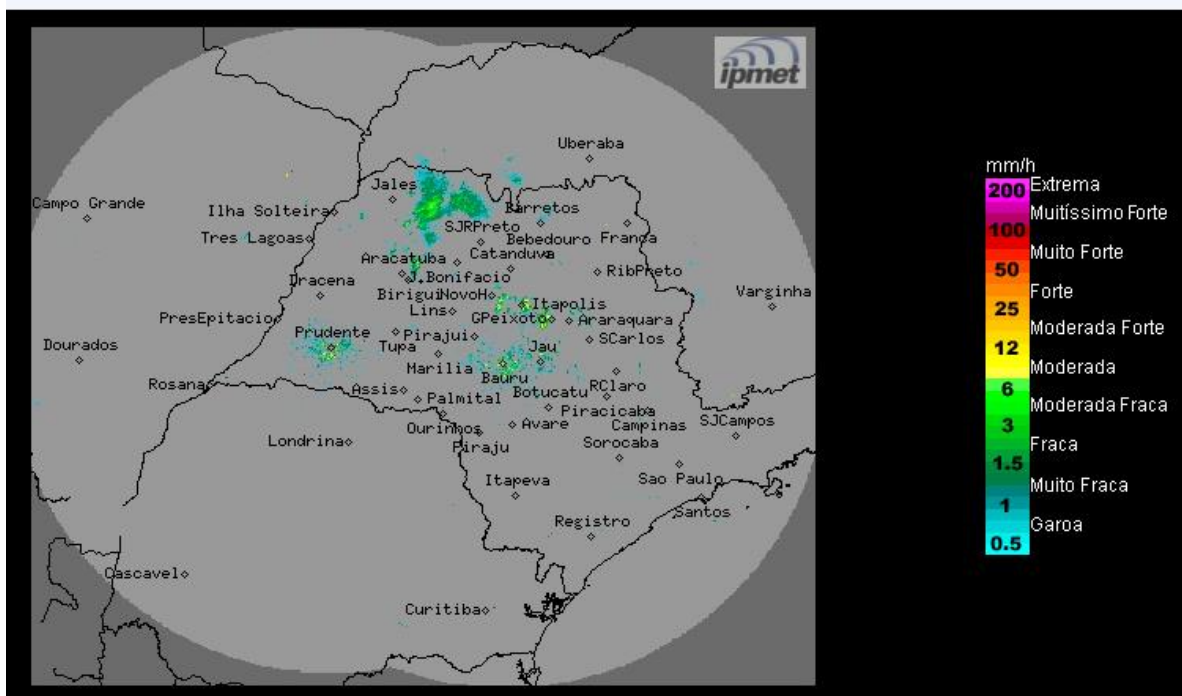 ipmet
Uberaba
Jales
Campo Grande
Ilha Solteira
Barretos
SJRPreto
Tres Lagoas
Bebedouro
Franca
Aracatuba
Catanduva
Dracena
J.Bonifacio
RibPreto
Birigui
NovoH
Itapolis
Varginha
Lins
PresEpitacio
GPeixoto
Araraquara
Prudente
Pirajui
SCarlos
Dourados
Tupa
Jau
Marilia
Bauru
Rosana
Assis
Botucatu
RClaro
Palmital
Piracicaba
Ourinhos
Avare
Campinas
SJCampos
Londrina
Piraju
Sorocaba
Itapeva
Sao Paulo
Santos
Registro
Cascavel
Curitiba
mm/h
200 Extrema
Muitíssimo Forte
100
Muito Forte
50
Forte
25
Moderada Forte
12
Moderada
6
Moderada Fraca
3
Fraca
1.5
Muito Fraca
1
Garoa
0.5